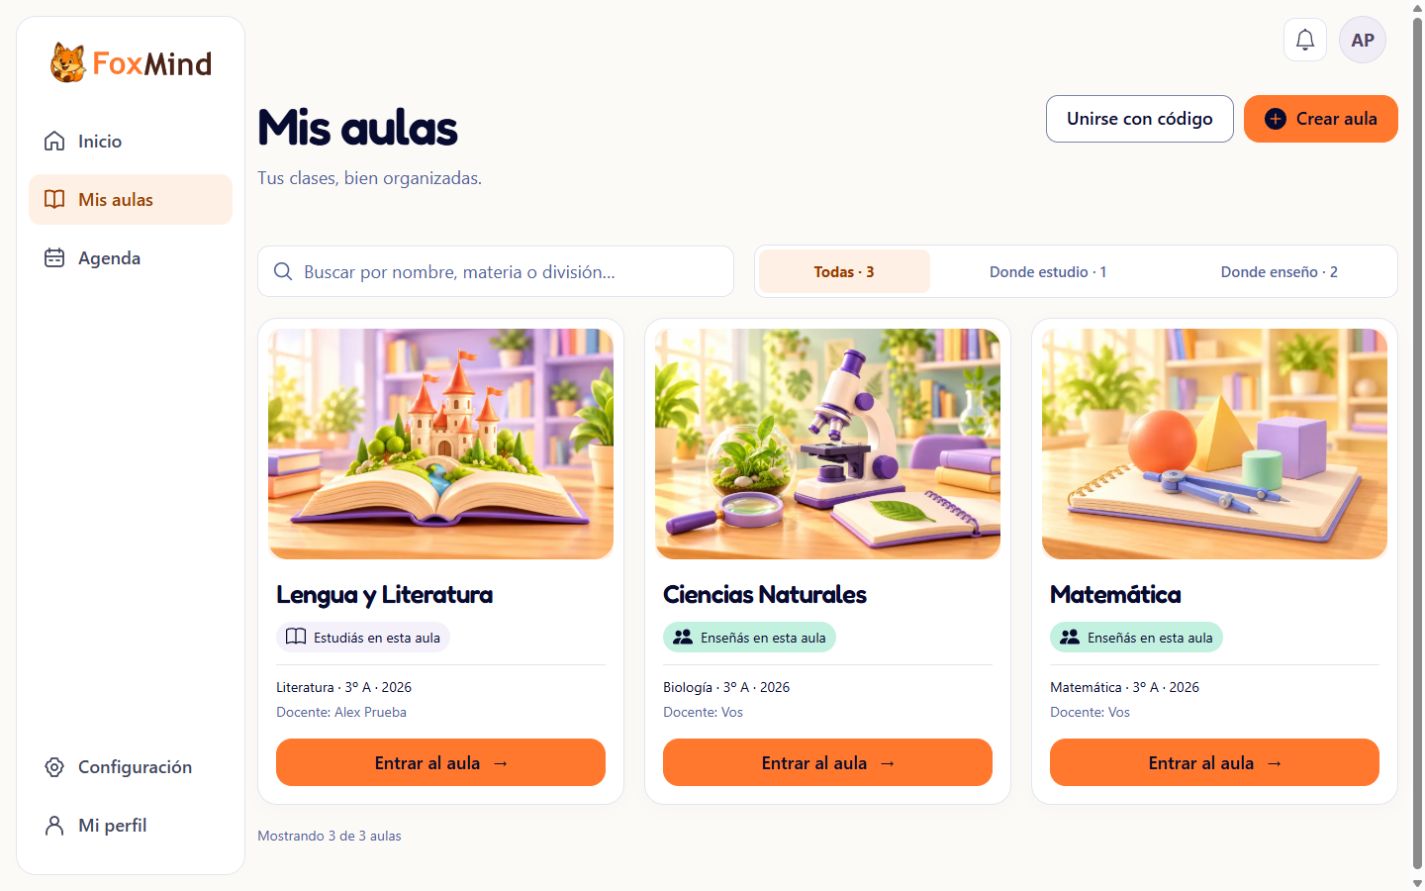 FoxMind
Inicio
Mis aulas
Agenda
Configuración
Mi perfil
AP
Mis aulas
Tus clases, bien organizadas.
Unirse con código
Crear aula
Buscar por nombre, materia o división...
Todas · 3
Donde estudio · 1
Donde enseño · 2
Lengua y Literatura
Estudiás en esta aula
Literatura · 3º A · 2026
Docente: Alex Prueba
Entrar al aula →
Ciencias Naturales
Enseñás en esta aula
Biología · 3º A · 2026
Docente: Vos
Entrar al aula →
Matemática
Enseñás en esta aula
Matemática · 3º A · 2026
Docente: Vos
Entrar al aula →
Mostrando 3 de 3 aulas